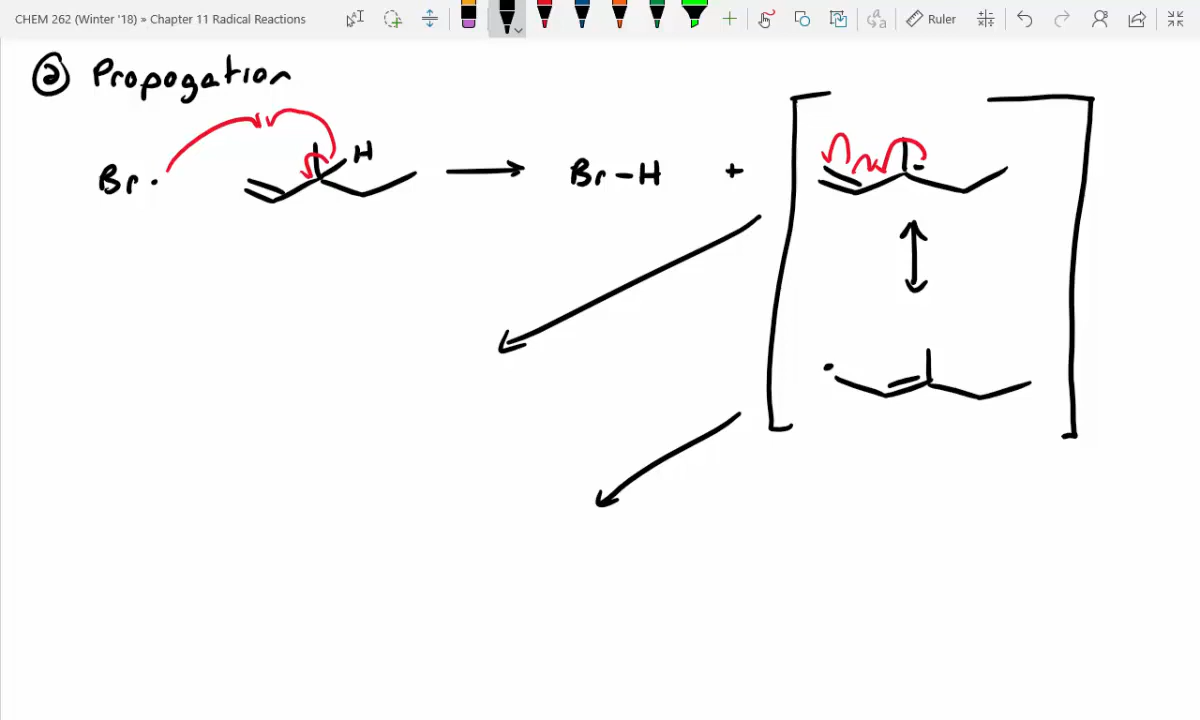 CHEM 262 (Winter '18) » Chapter 11 Radical Reactions
Ruler
② Propogation
Br· H → Br-H +